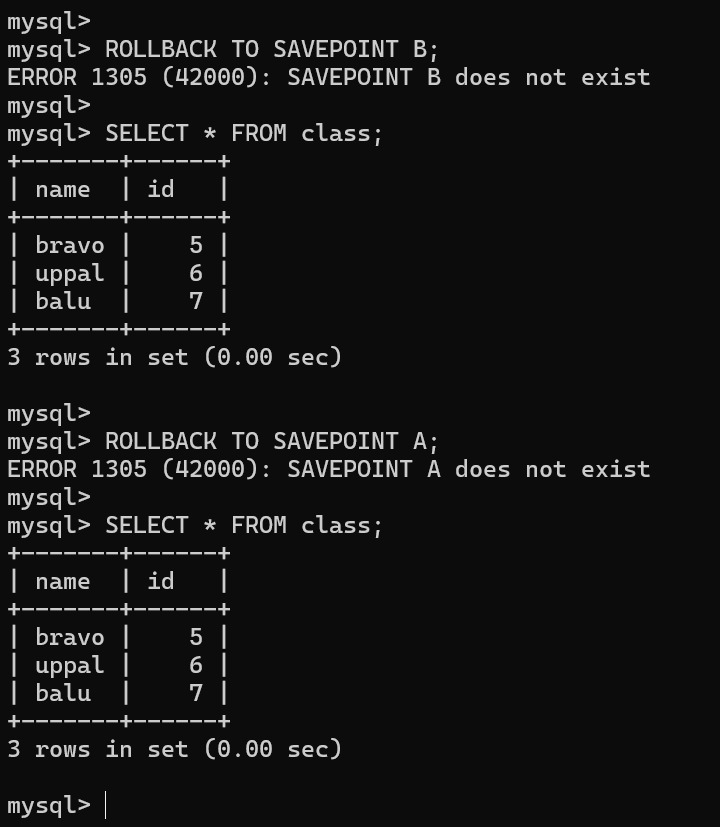 mysql>
mysql> ROLLBACK TO SAVEPOINT B;
ERROR 1305 (42000): SAVEPOINT B does not exist
mysql>
mysql> SELECT * FROM class;
+-------+------+
| name  | id   |
+-------+------+
| bravo |    5 |
| uppal |    6 |
| balu  |    7 |
+-------+------+
3 rows in set (0.00 sec)

mysql>
mysql> ROLLBACK TO SAVEPOINT A;
ERROR 1305 (42000): SAVEPOINT A does not exist
mysql>
mysql> SELECT * FROM class;
+-------+------+
| name  | id   |
+-------+------+
| bravo |    5 |
| uppal |    6 |
| balu  |    7 |
+-------+------+
3 rows in set (0.00 sec)

mysql>